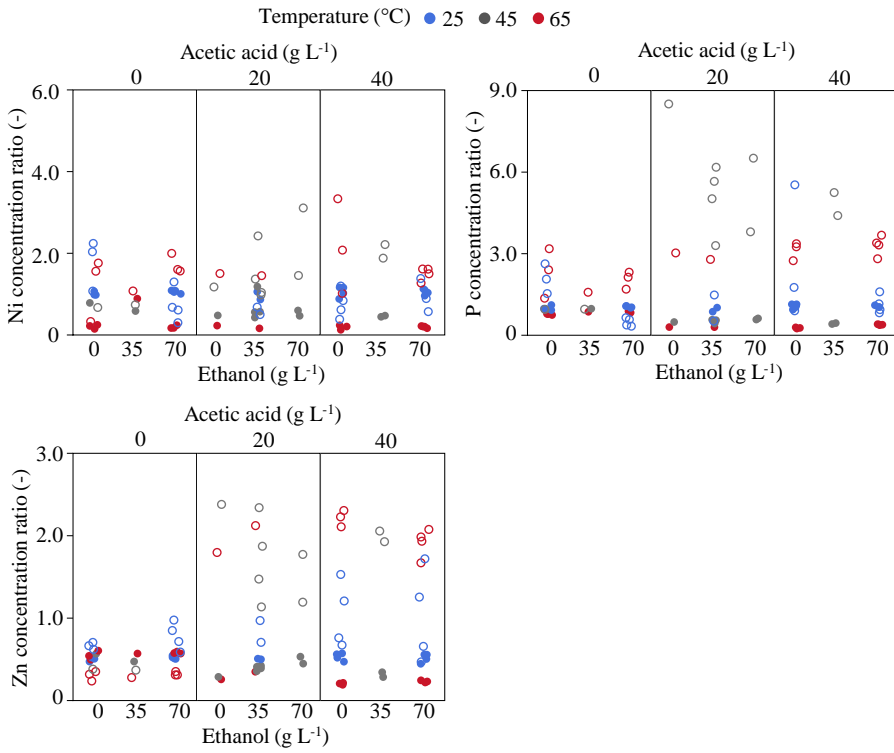 Temperature (°C) 25 45 65
Acetic acid (g L-1)
0 20 40
Ni concentration ratio (-)
6.0
4.0
2.0
0
0 35 70 0 35 70 0 35 70
Ethanol (g L-1)
Acetic acid (g L-1)
0 20 40
P concentration ratio (-)
9.0
6.0
3.0
0
0 35 70 0 35 70 0 35 70
Ethanol (g L-1)
Acetic acid (g L-1)
0 20 40
Zn concentration ratio (-)
3.0
2.0
1.0
0
0 35 70 0 35 70 0 35 70
Ethanol (g L-1)